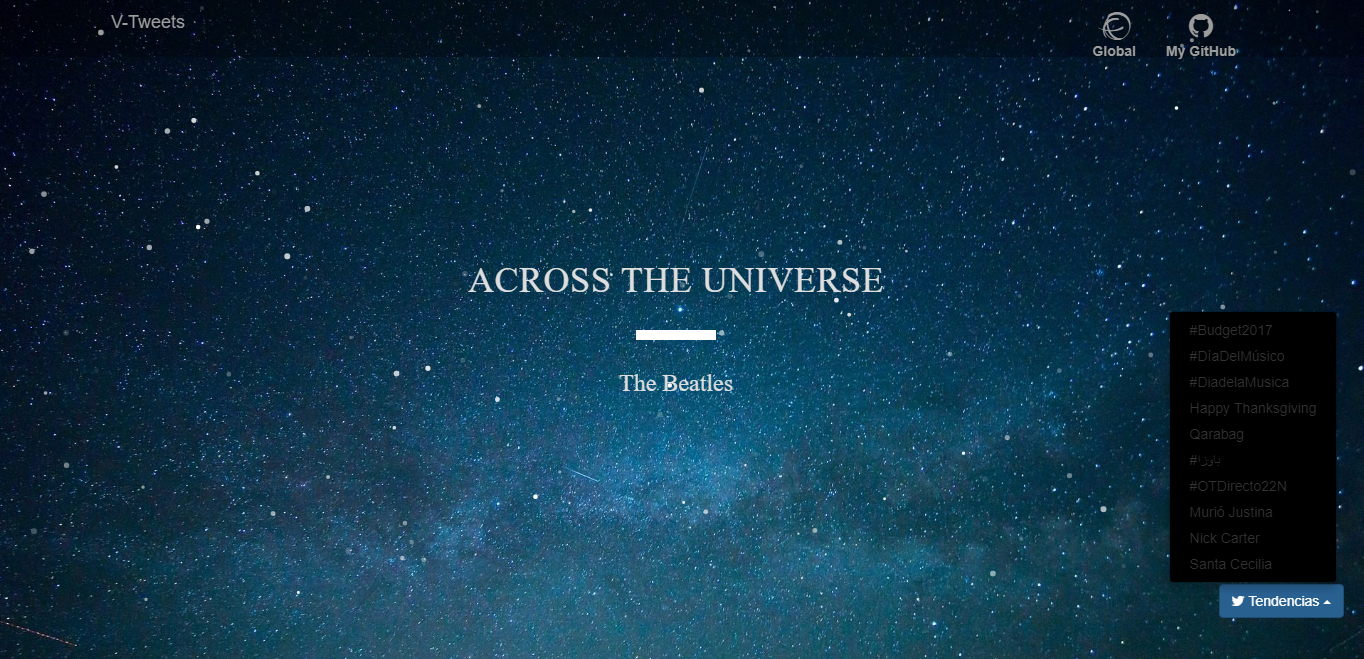 V-Tweets
Global
My GitHub
ACROSS THE UNIVERSE
The Beatles
#Budget2017
#DíaDelMúsico
#DiadelaMusica
Happy Thanksgiving
Qarabag
#بارزا
#OTDirecto22N
Murió Justina
Nick Carter
Santa Cecilia
Tendencias